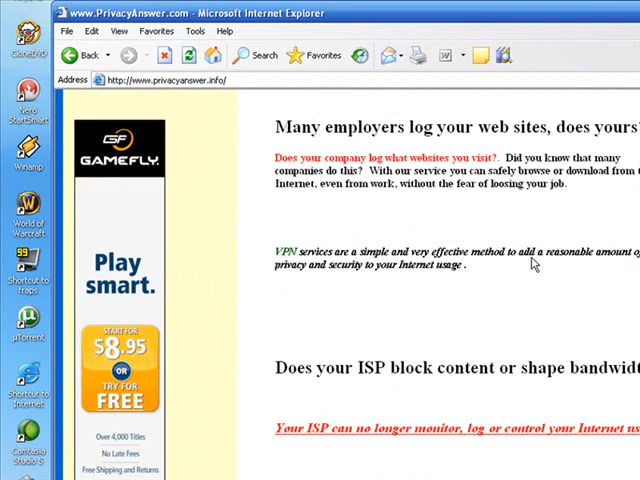 www.PrivacyAnswer.com - Microsoft Internet Explorer
File Edit View Favorites Tools Help
Back Search Favorites
Address http://www.privacyanswer.info/
CloneDVD
Nero
StartSmart
Winamp
World of
Warcraft
99
Shortcut to
fraps
µTorrent
Shortcut to
Internet
Camtasia
Studio 5
GF
GAMEFLY.
Play
smart.
START FOR
$8.95
OR
TRY FOR
FREE
Over 4,000 Titles
No Late Fees
Free Shipping and Returns
Many employers log your web sites, does yours?
Does your company log what websites you visit?. Did you know that many
companies do this? With our service you can safely browse or download from
Internet, even from work, without the fear of loosing your job.
VPN services are a simple and very effective method to add a reasonable amount
privacy and security to your Internet usage .
Does your ISP block content or shape
Your ISP can no longer monitor, log or control your Internet